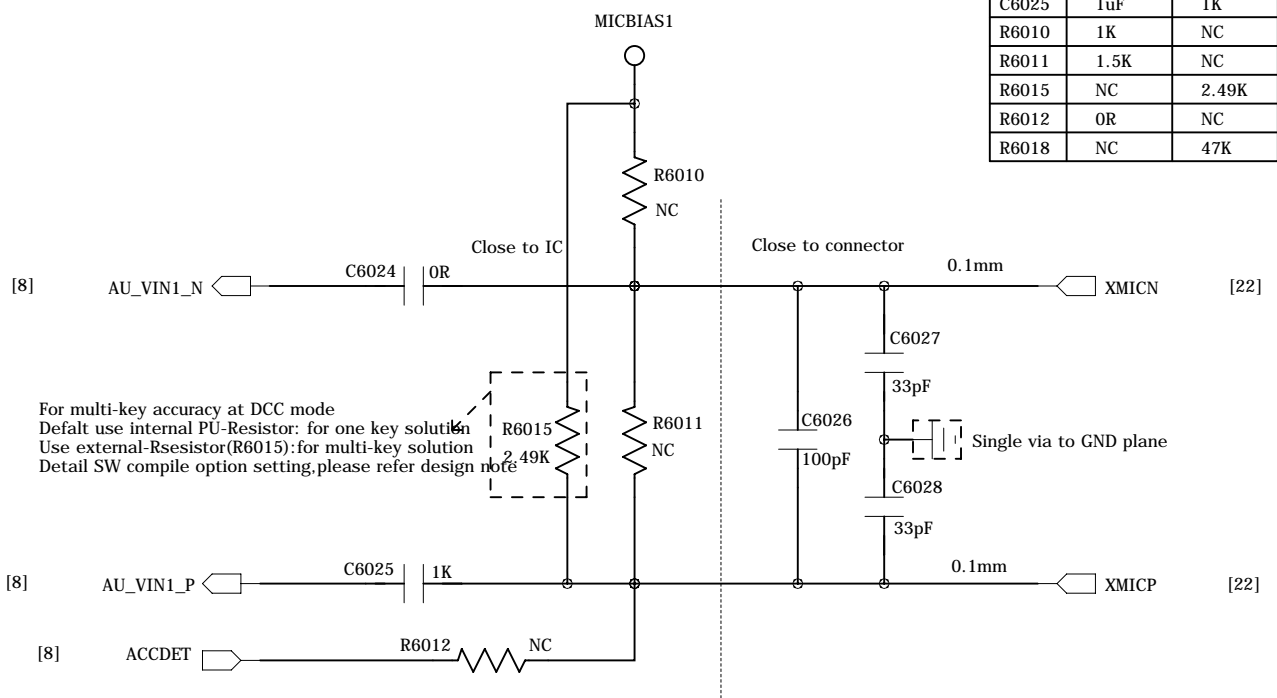 MICBIAS1
C6025 1uF 1K
R6010 1K NC
R6011 1.5K NC
R6015 NC 2.49K
R6012 0R NC
R6018 NC 47K
R6010
NC
Close to IC
Close to connector
[8] AU_VIN1_N C6024 0R
0.1mm XMICN [22]
C6027
33pF
For multi-key accuracy at DCC mode
Defalt use internal PU-Resistor: for one key solution
Use external-Rsesistor(R6015):for multi-key solution
Detail SW compile option setting,please refer design note
R6015
2.49K
R6011
NC
C6026
100pF
Single via to GND plane
C6028
33pF
[8] AU_VIN1_P C6025 1K
0.1mm XMICP [22]
[8] ACCDET R6012 NC